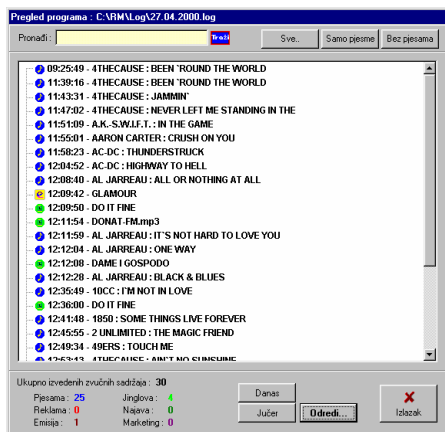 Pregled programa : C:\RM\Log\27.04.2000.log
Pronađi : Traži Sve.. Samo pjesme Bez pjesama
09:25:49 - 4THECAUSE : BEEN `ROUND THE WORLD
11:39:16 - 4THECAUSE : BEEN `ROUND THE WORLD
11:43:31 - 4THECAUSE : JAMMIN`
11:47:02 - 4THECAUSE : NEVER LEFT ME STANDING IN THE
11:51:09 - A.K.-S.W.I.F.T. : IN THE GAME
11:55:01 - AARON CARTER : CRUSH ON YOU
11:58:23 - AC-DC : THUNDERSTRUCK
12:04:52 - AC-DC : HIGHWAY TO HELL
12:08:40 - AL JARREAU : ALL OR NOTHING AT ALL
12:09:42 - GLAMOUR
12:09:50 - DO IT FINE
12:11:54 - DONAT-FM.mp3
12:11:59 - AL JARREAU : IT`S NOT HARD TO LOVE YOU
12:12:04 - AL JARREAU : ONE WAY
12:12:08 - DAME I GOSPODO
12:12:28 - AL JARREAU : BLACK & BLUES
12:35:49 - 10CC : I`M NOT IN LOVE
12:36:00 - DO IT FINE
12:41:48 - 1850 : SOME THINGS LIVE FOREVER
12:45:55 - 2 UNLIMITED : THE MAGIC FRIEND
12:49:34 - 49ERS : TOUCH ME
12:53:13 - 4THECAUSE : AIN`T NO SUNSHINE
Ukupno izvedenih zvučnih sadržaja : 30
Pjesama : 25 Jinglova : 4
Reklama : 0 Najava : 0
Emisija : 1 Marketing : 0
Danas
Jučer Odredi... Izlazak